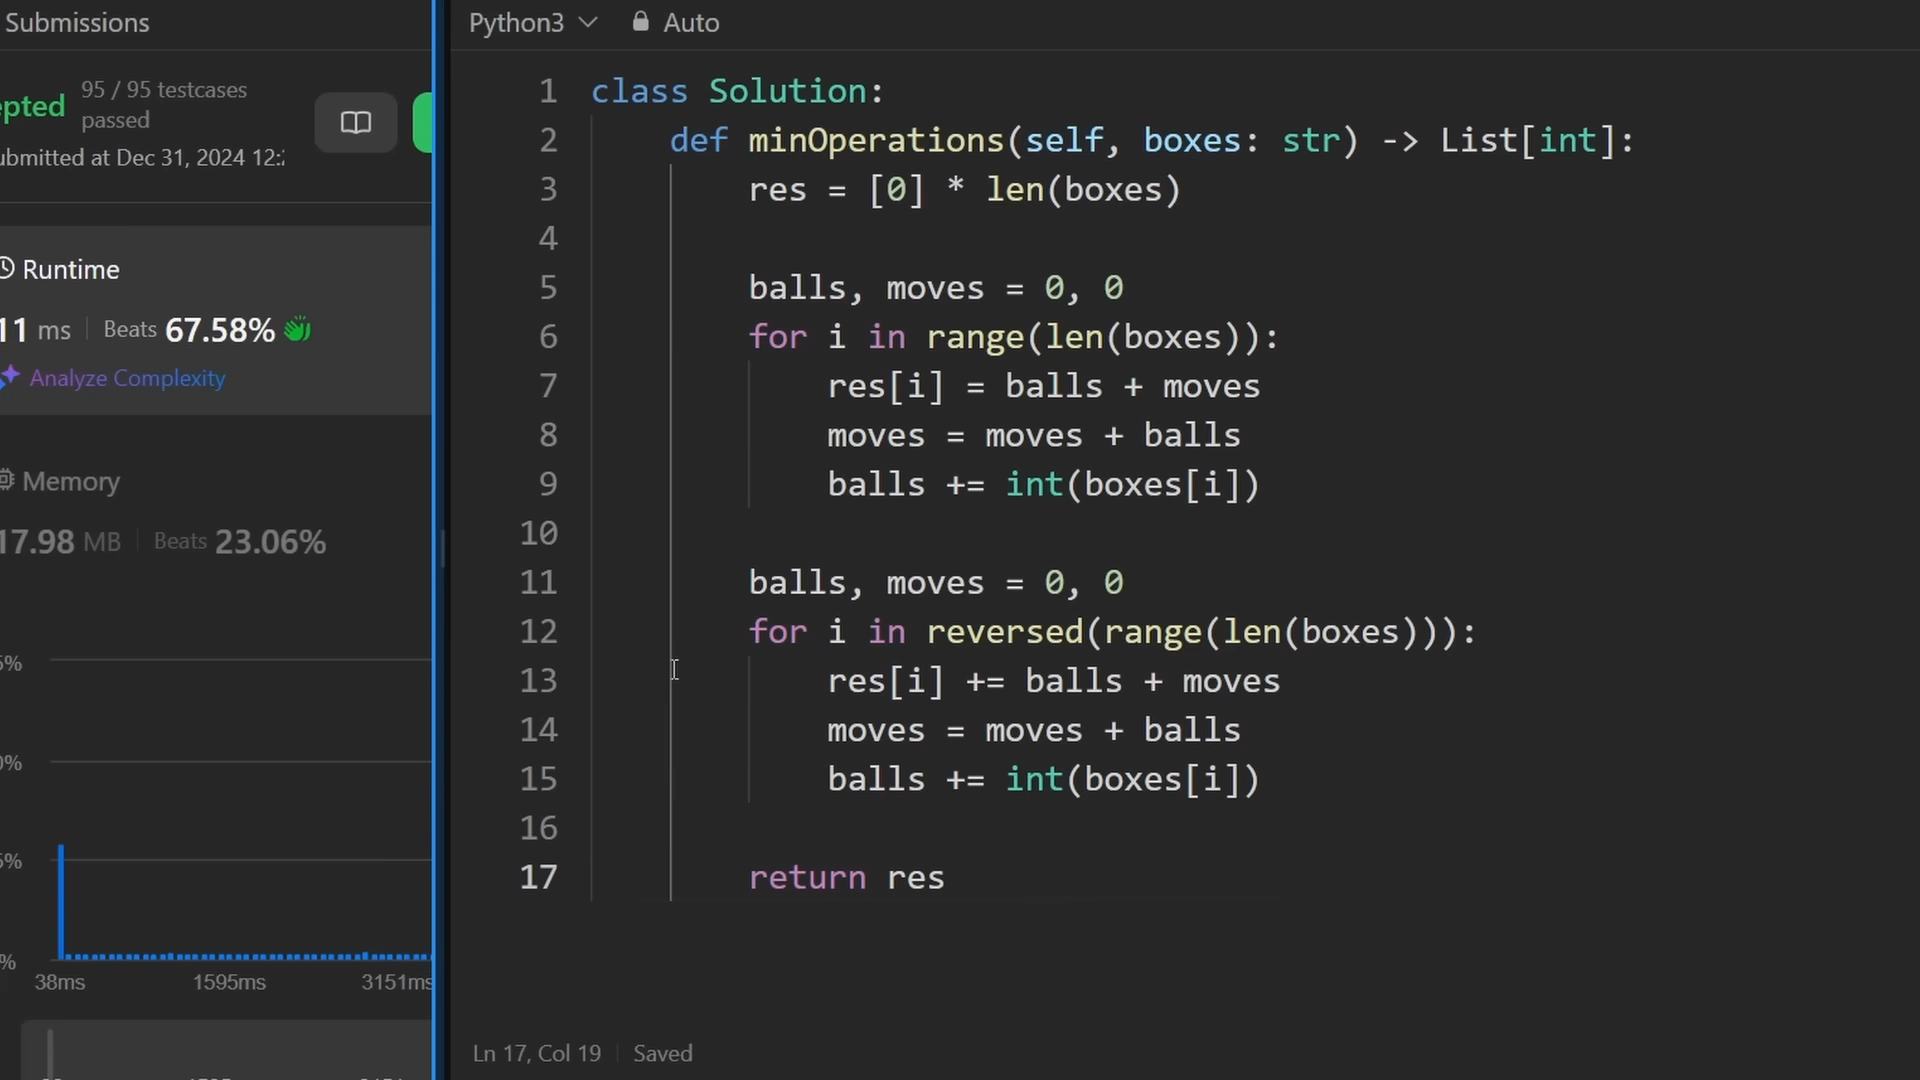 Submissions
Python3
Auto
epted
95 / 95 testcases
passed
ubmitted at Dec 31, 2024 12:
Runtime
11 ms
Beats 67.58%
Analyze Complexity
Memory
17.98 MB
Beats 23.06%
5%
0%
5%
%
38ms
1595ms
3151ms
1 class Solution:
2 def minOperations(self, boxes: str) -> List[int]:
3 res = [0] * len(boxes)
4
5 balls, moves = 0, 0
6 for i in range(len(boxes)):
7 res[i] = balls + moves
8 moves = moves + balls
9 balls += int(boxes[i])
10
11 balls, moves = 0, 0
12 for i in reversed(range(len(boxes))):
13 res[i] += balls + moves
14 moves = moves + balls
15 balls += int(boxes[i])
16
17 return res
Ln 17, Col 19
Saved